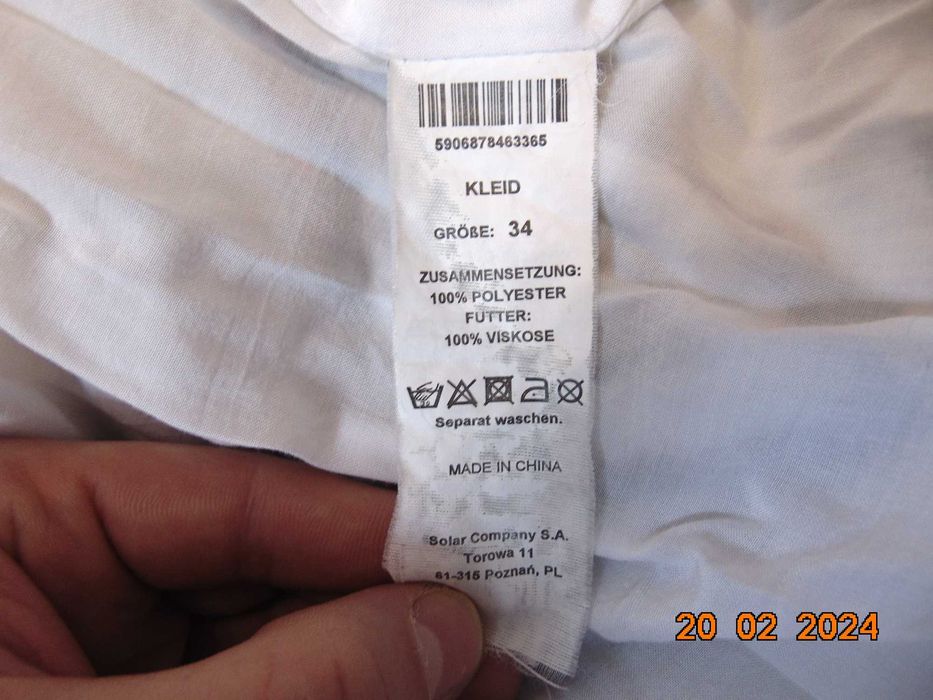 5906878463365
KLEID
GRÖßE: 34
ZUSAMMENSETZUNG:
100% POLYESTER
FUTTER:
100% VISKOSE
Separat waschen.
MADE IN CHINA
Solar Company S.A.
Torowa 11
61-315 Poznań, PL
20 02 2024